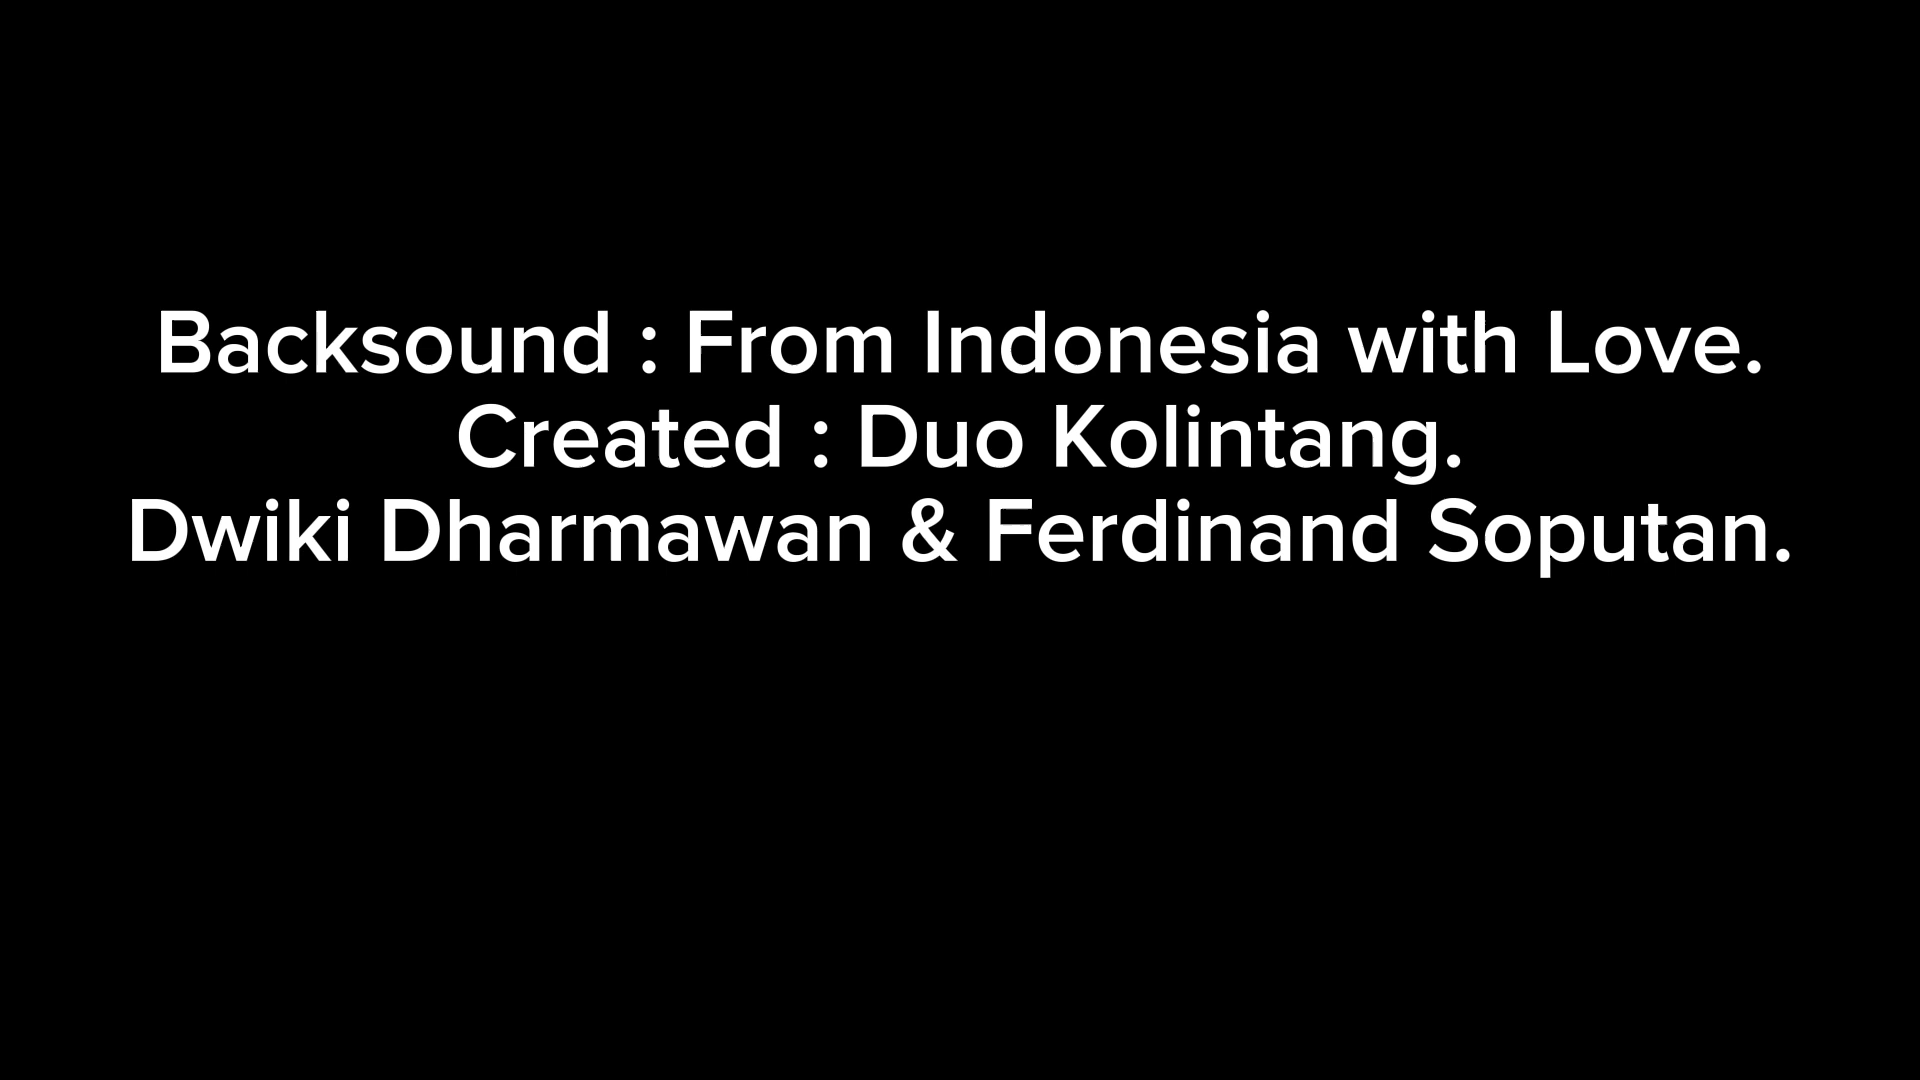 Backsound : From Indonesia with Love.
Created : Duo Kolintang.
Dwiki Dharmawan & Ferdinand Soputan.